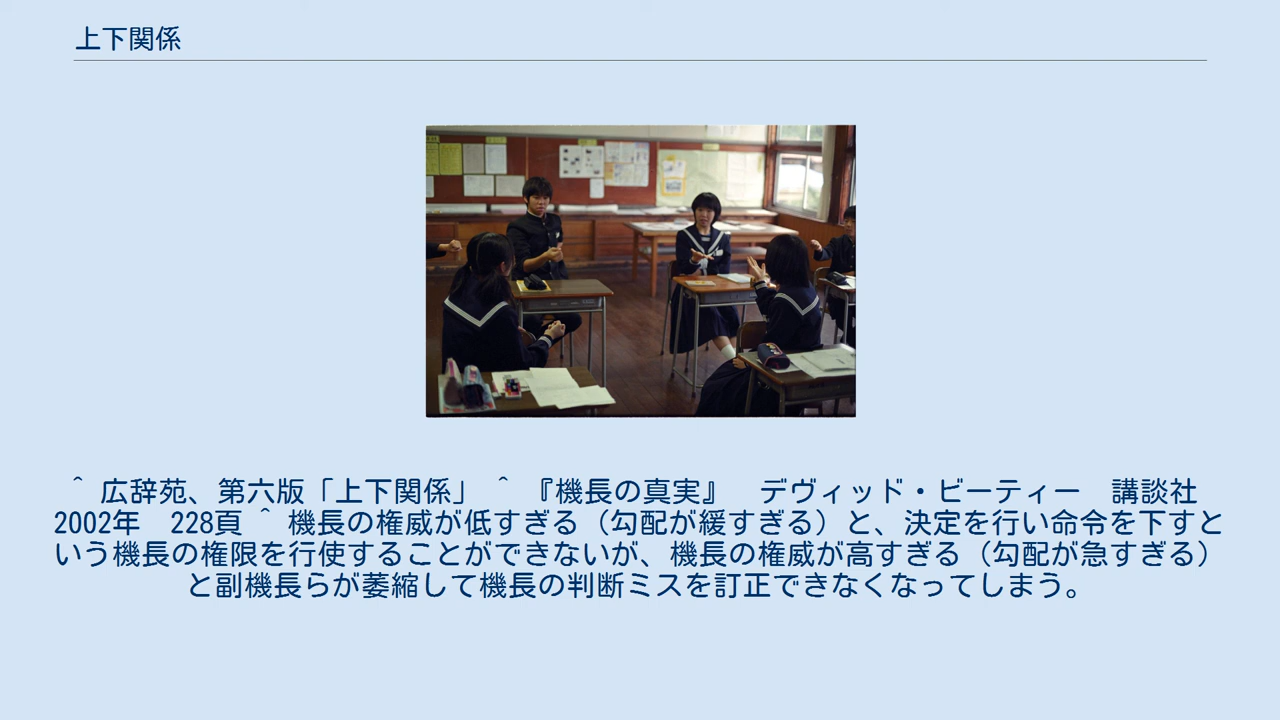 上下関係
^ 広辞苑、第六版「上下関係」 ^ 『機長の真実』　デヴィッド・ビーティー　講談社
2002年　228頁 ^ 機長の権威が低すぎる（勾配が緩すぎる）と、決定を行い命令を下すと
いう機長の権限を行使することができないが、機長の権威が高すぎる（勾配が急すぎる）
と副機長らが萎縮して機長の判断ミスを訂正できなくなってしまう。